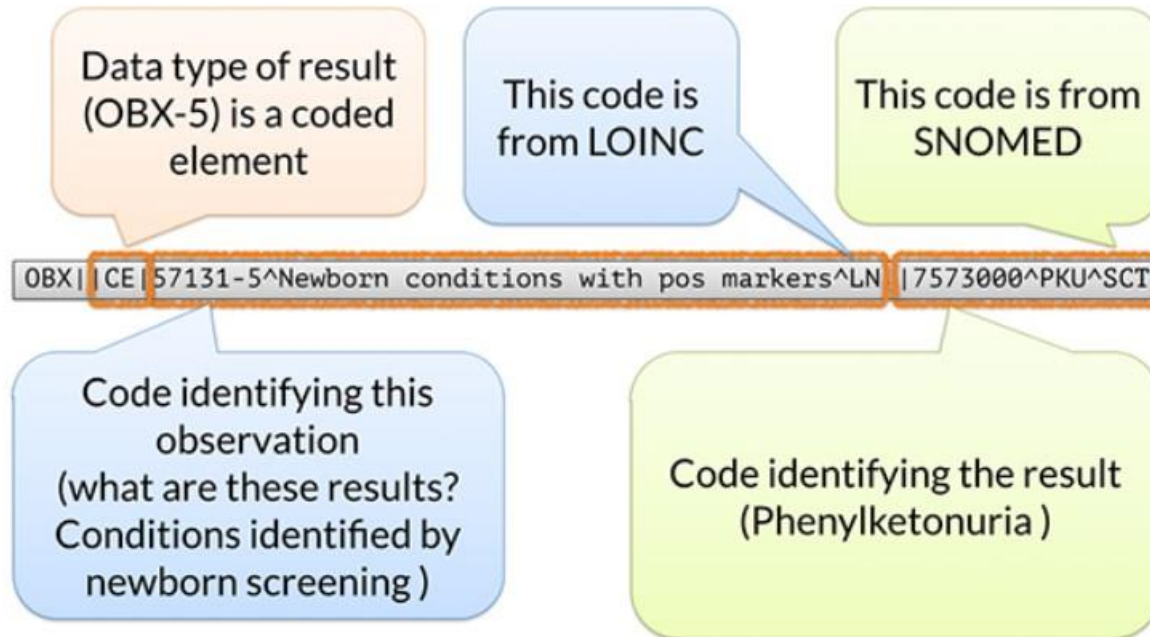 Data type of result
(OBX-5) is a coded
element
This code is
from LOINC
This code is from
SNOMED
OBX||CE|57131-5^Newborn conditions with pos markers^LN||7573000^PKU^SCT
Code identifying this
observation
(what are these results?
Conditions identified by
newborn screening )
Code identifying the result
(Phenylketonuria )